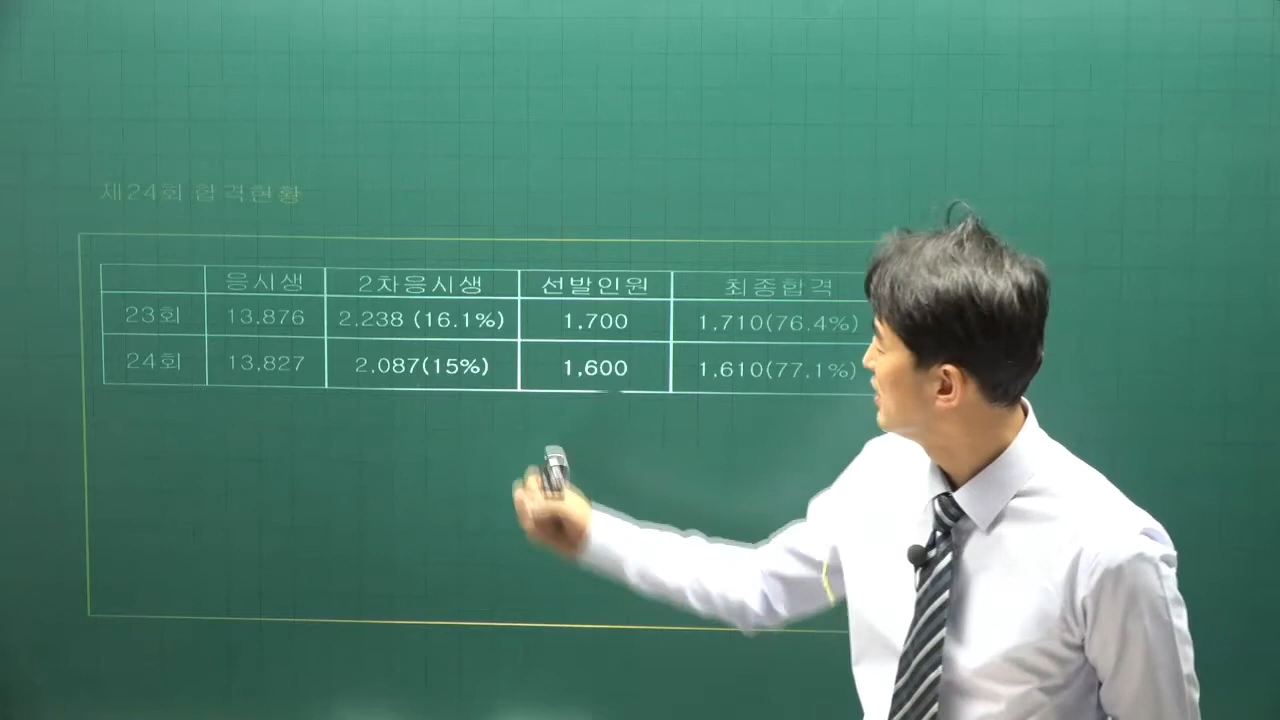 제24회 합격현황
응시생 2차응시생 선발인원 최종합격
23회 13,876 2,238 (16.1%) 1,700 1,710(76.4%)
24회 13,827 2,087(15%) 1,600 1,610(77,1%)